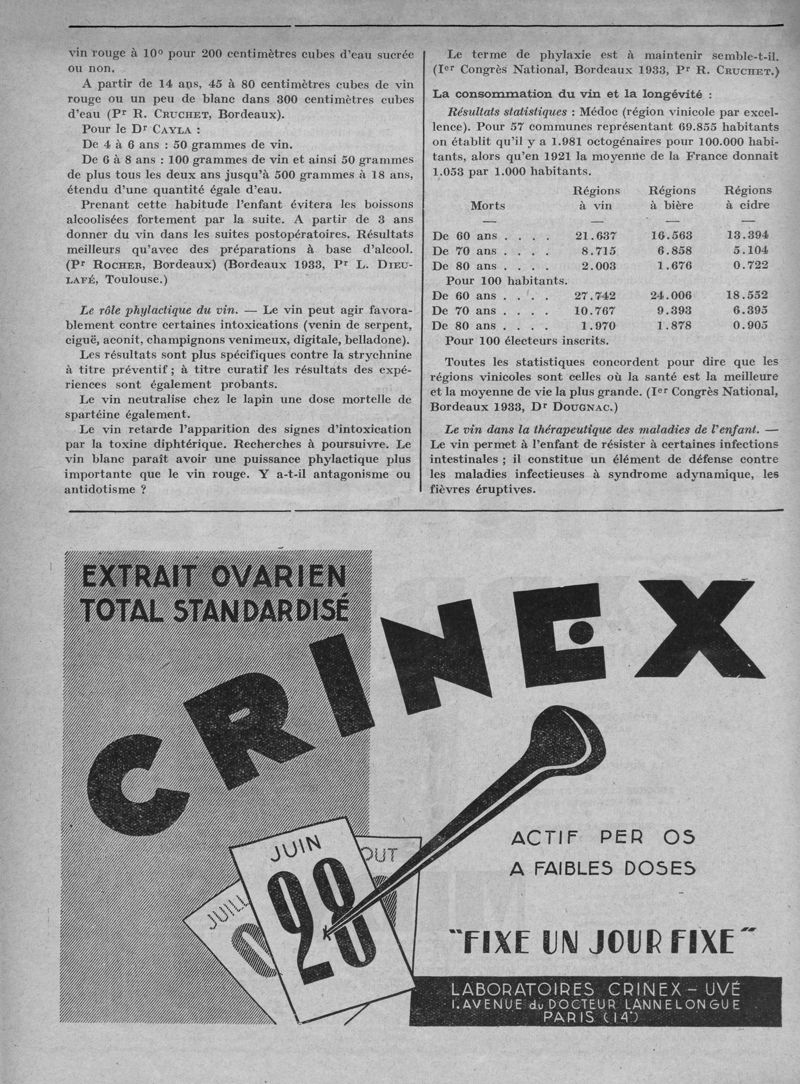 vin rouge à 10° pour 200 centimètres cubes d'eau sucrée
ou non.
A partir de 14 ans, 45 à 80 centimètres cubes de vin
rouge ou un peu de blanc dans 300 centimètres cubes
d'eau (Pr R. CRUCHET, Bordeaux).
Pour le Dr CAYLA :
De 4 à 6 ans : 50 grammes de vin.
De 6 à 8 ans : 100 grammes de vin et ainsi 50 grammes
de plus tous les deux ans jusqu'à 500 grammes à 18 ans,
étendu d'une quantité égale d'eau.
Prenant cette habitude l'enfant évitera les boissons
alcoolisées fortement par la suite. A partir de 3 ans
donner du vin dans les suites postopératoires. Résultats
meilleurs qu'avec des préparations à base d'alcool.
(Pr ROCHER, Bordeaux) (Bordeaux 1933, Pr L. DIEU-
LAFÉ, Toulouse.)
Le rôle phylactique du vin. — Le vin peut agir favora-
blement contre certaines intoxications (venin de serpent,
ciguë, aconit, champignons venimeux, digitale, belladone).
Les résultats sont plus spécifiques contre la strychnine
à titre préventif ; à titre curatif les résultats des expé-
riences sont également probants.
Le vin neutralise chez le lapin une dose mortelle de
spartéine également.
Le vin retarde l'apparition des signes d'intoxication
par la toxine diphtérique. Recherches à poursuivre. Le
vin blanc paraît avoir une puissance phylactique plus
importante que le vin rouge. Y a-t-il antagonisme ou
antidotisme ?
Le terme de phylaxie est à maintenir semble-t-il.
(Ier Congrès National, Bordeaux 1933, Pr R. CRUCHET.)
La consommation du vin et la longévité :
Résultats statistiques : Médoc (région vinicole par excel-
lence). Pour 57 communes représentant 69.855 habitants
on établit qu'il y a 1.981 octogénaires pour 100.000 habi-
tants, alors qu'en 1921 la moyenne de la France donnait
1.053 par 1.000 habitants.
Régions Régions Régions
Morts à vin à bière à cidre
— — — —
De 60 ans . . . . 21.637 16.563 13.394
De 70 ans . . . . 8.715 6.858 5.104
De 80 ans . . . . 2.003 1.676 0.722
Pour 100 habitants.
De 60 ans . . . . 27.742 24.006 18.552
De 70 ans . . . . 10.767 9.393 6.395
De 80 ans . . . . 1.970 1.878 0.905
Pour 100 électeurs inscrits.
Toutes les statistiques concordent pour dire que les
régions vinicoles sont celles où la santé est la meilleure
et la moyenne de vie la plus grande. (Ier Congrès National,
Bordeaux 1933, Dr DOUGNAC.)
Le vin dans la thérapeutique des maladies de l'enfant. —
Le vin permet à l'enfant de résister à certaines infections
intestinales ; il constitue un élément de défense contre
les maladies infectieuses à syndrome adynamique, les
fièvres éruptives.
EXTRAIT OVARIEN
TOTAL STANDARDISÉ
CRINEX
JUIN
28
JUILL
OUT
ACTIF PER OS
A FAIBLES DOSES
"FIXE UN JOUR FIXE"
LABORATOIRES CRINEX - UVÉ
1. AVENUE du DOCTEUR LANNELONGUE
PARIS (14e)